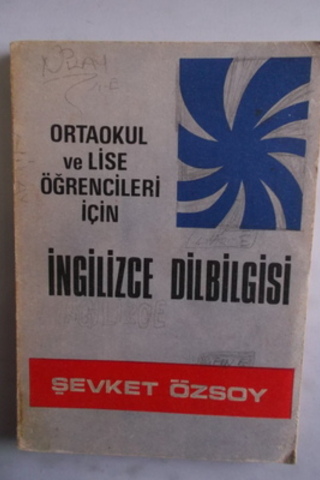 ORTAOKUL
ve LİSE
ÖĞRENCİLERİ
İÇİN
İNGİLİZCE DİLBİLGİSİ
ŞEVKET ÖZSOY